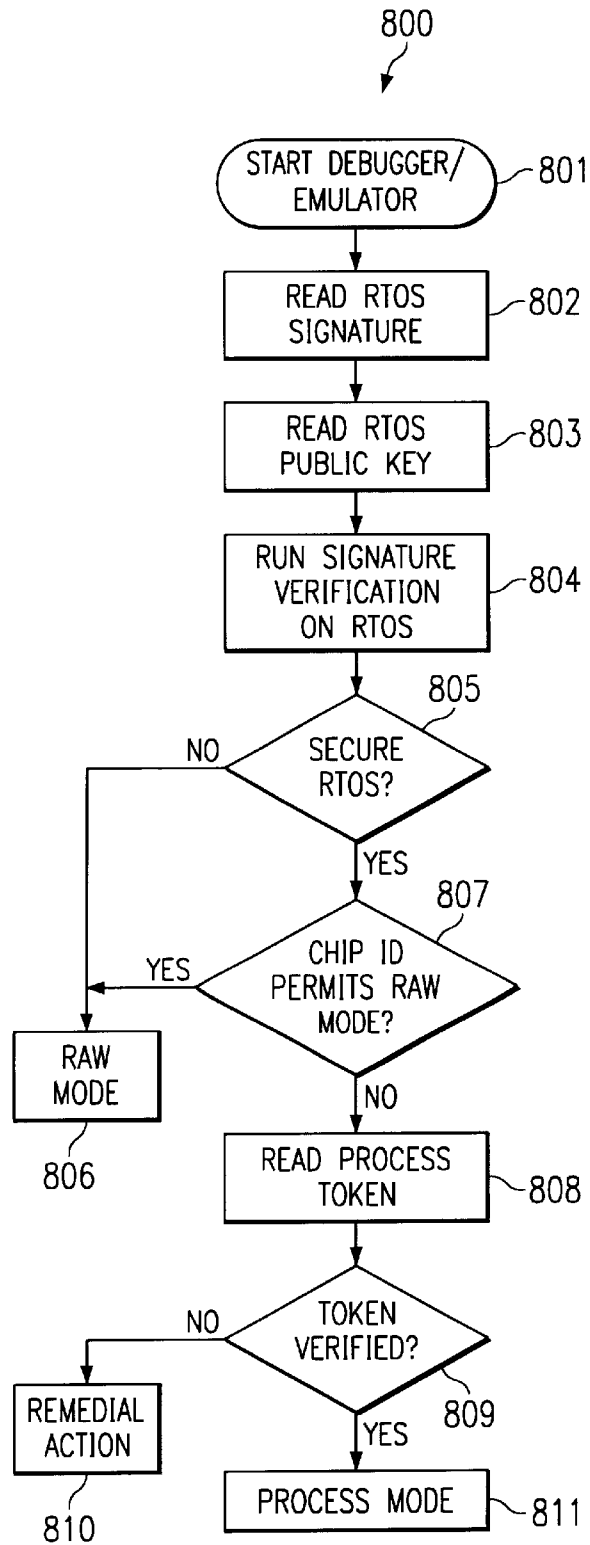 800
START DEBUGGER/
EMULATOR
801
READ RTOS
SIGNATURE
802
READ RTOS
PUBLIC KEY
803
RUN SIGNATURE
VERIFICATION
ON RTOS
804
805
NO
SECURE
RTOS?
YES
807
YES
CHIP ID
PERMITS RAW
MODE?
RAW
MODE
806
NO
READ PROCESS
TOKEN
808
NO
TOKEN
VERIFIED?
809
REMEDIAL
ACTION
810
YES
PROCESS MODE
811